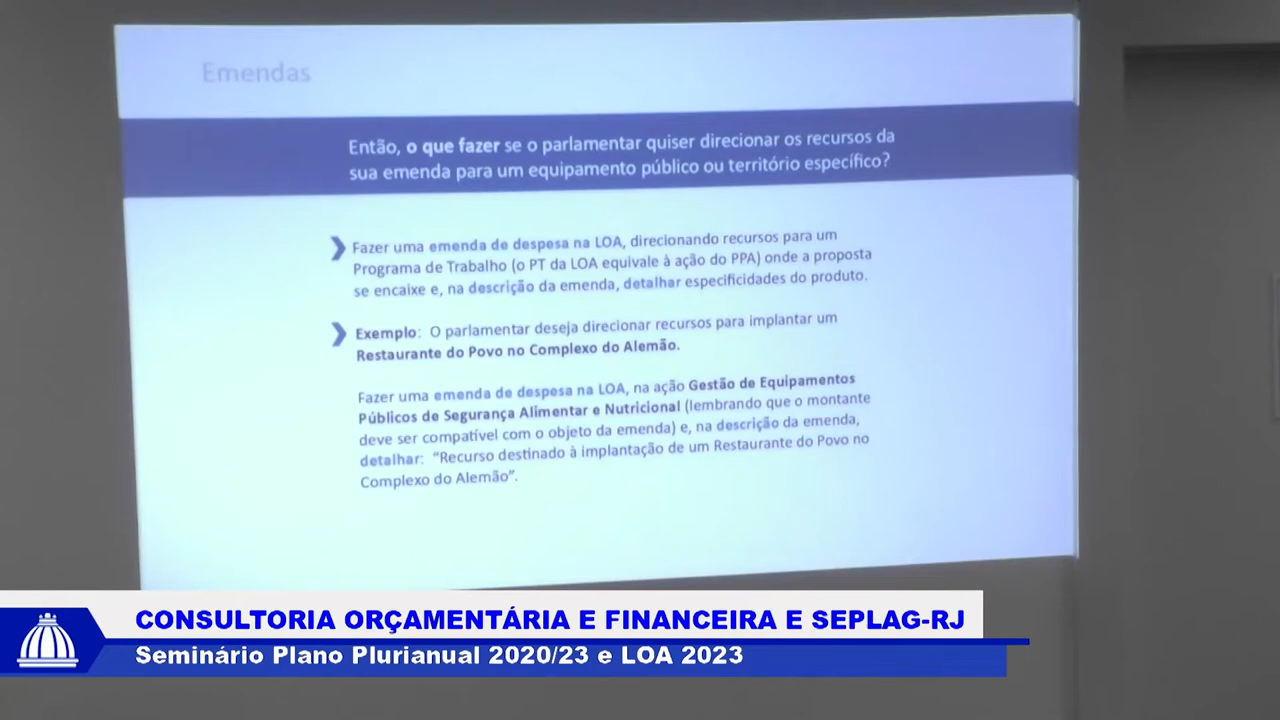 Emendas
Então, o que fazer se o parlamentar quiser direcionar os recursos da
sua emenda para um equipamento público ou território específico?
Fazer uma emenda de despesa na LOA, direcionando recursos para um
Programa de Trabalho (o PT da LOA equivale à ação do PPA) onde a proposta
se encaixe e, na descrição da emenda, detalhar especificidades do produto.
Exemplo: O parlamentar deseja direcionar recursos para implantar um
Restaurante do Povo no Complexo do Alemão.
Fazer uma emenda de despesa na LOA, na ação Gestão de Equipamentos
Públicos de Segurança Alimentar e Nutricional (lembrando que o montante
deve ser compatível com o objeto da emenda) e, na descrição da emenda,
detalhar: “Recurso destinado à implantação de um Restaurante do Povo no
Complexo do Alemão”.
CONSULTORIA ORÇAMENTÁRIA E FINANCEIRA E SEPLAG-RJ
Seminário Plano Plurianual 2020/23 e LOA 2023